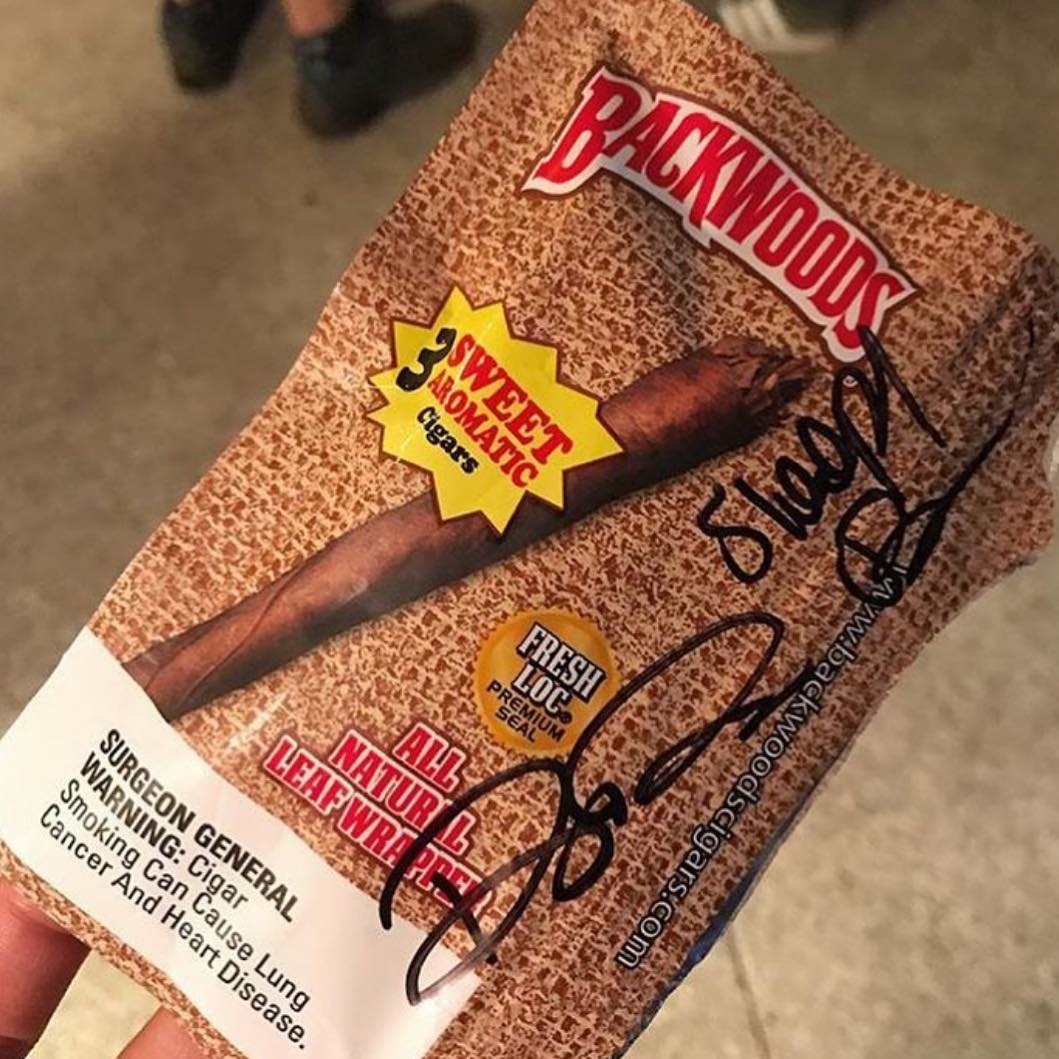 BACKWOODS
3 SWEET
AROMATIC
Cigars
FRESH
LOC®
PREMIUM
SEAL
ALL
NATURAL
LEAF WRAPPER
www.backwoodscigars.com
SURGEON GENERAL
WARNING: Cigar
Smoking Can Cause Lung
Cancer And Heart Disease.